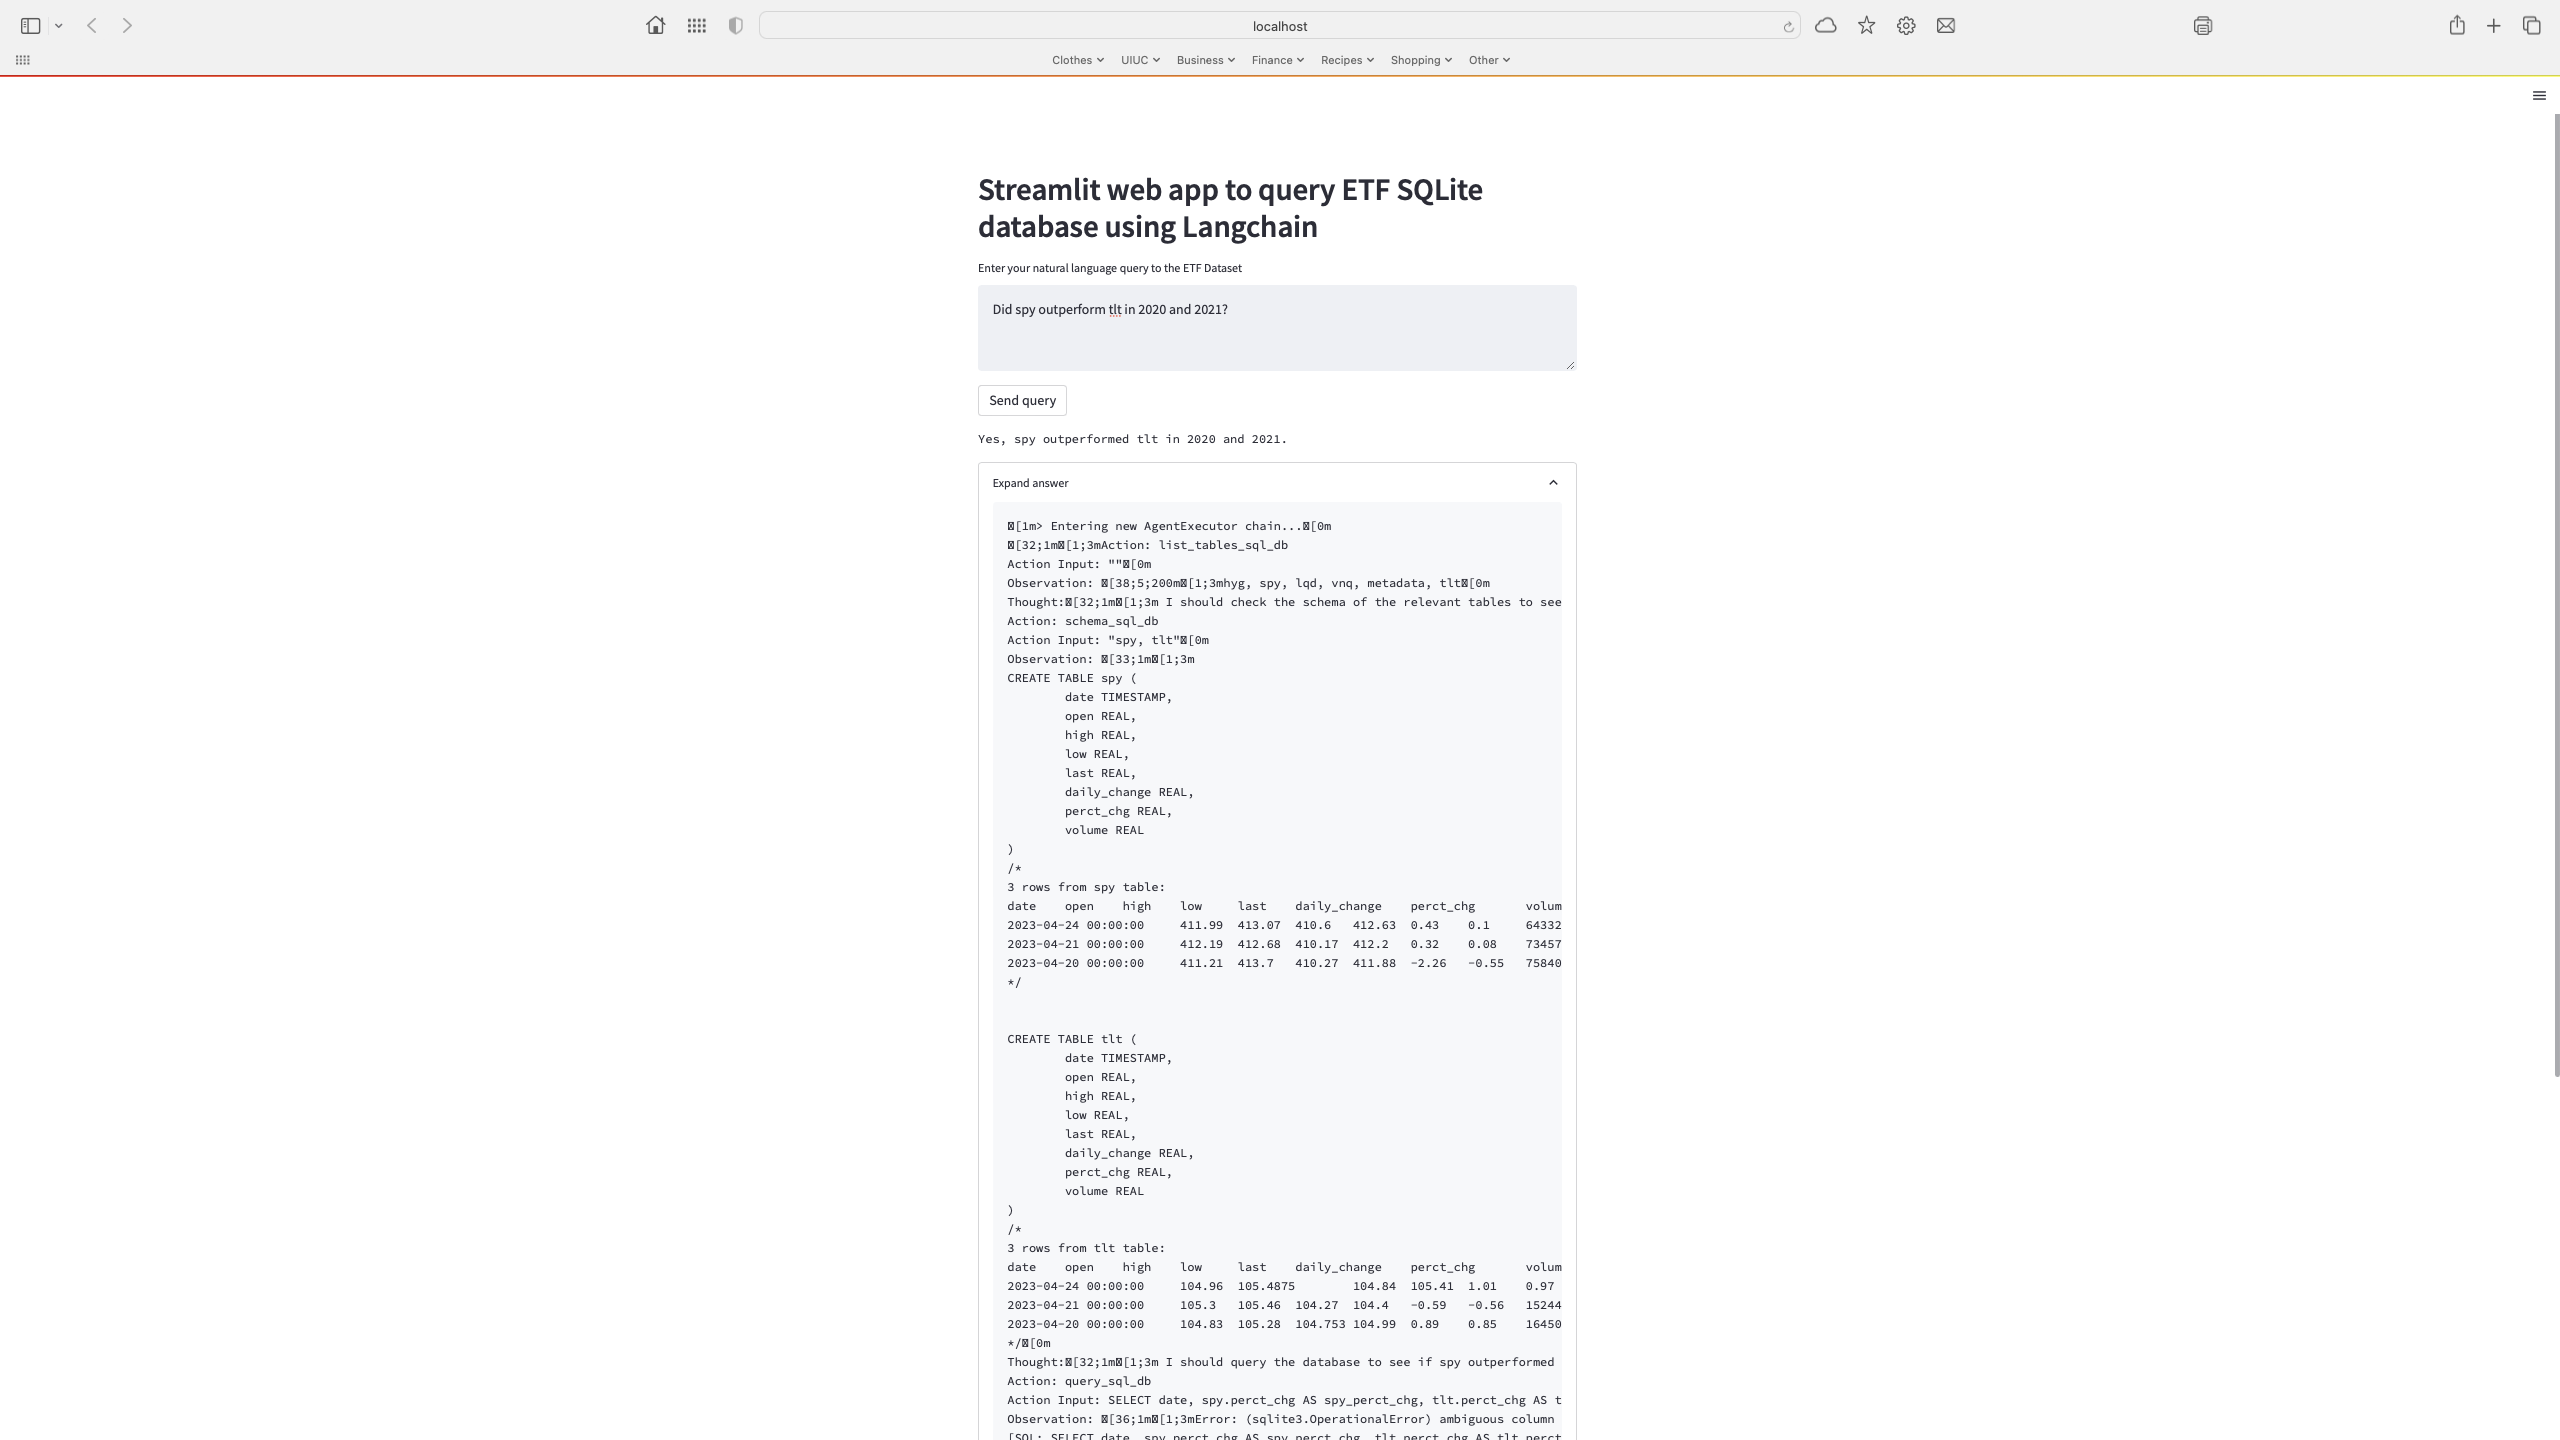 localhost
Clothes UIUC Business Finance Recipes Shopping Other
Streamlit web app to query ETF SQLite
database using Langchain
Enter your natural language query to the ETF Dataset
Did spy outperform tlt in 2020 and 2021?
Send query
Yes, spy outperformed tlt in 2020 and 2021.
Expand answer
[1m> Entering new AgentExecutor chain...[0m
[32;1m[1;3mAction: list_tables_sql_db
Action Input: ""[0m
Observation: [38;5;200m[1;3mhyg, spy, lqd, vnq, metadata, tlt[0m
Thought:[32;1m[1;3m I should check the schema of the relevant tables to see
Action: schema_sql_db
Action Input: "spy, tlt"[0m
Observation: [33;1m[1;3m
CREATE TABLE spy (
date TIMESTAMP,
open REAL,
high REAL,
low REAL,
last REAL,
daily_change REAL,
perct_chg REAL,
volume REAL
)
/*
3 rows from spy table:
date open high low last daily_change perct_chg volum
2023-04-24 00:00:00 411.99 413.07 410.6 412.63 0.43 0.1 64332
2023-04-21 00:00:00 412.19 412.68 410.17 412.2 0.32 0.08 73457
2023-04-20 00:00:00 411.21 413.7 410.27 411.88 -2.26 -0.55 75840
*/
CREATE TABLE tlt (
date TIMESTAMP,
open REAL,
high REAL,
low REAL,
last REAL,
daily_change REAL,
perct_chg REAL,
volume REAL
)
/*
3 rows from tlt table:
date open high low last daily_change perct_chg volum
2023-04-24 00:00:00 104.96 105.4875 104.84 105.41 1.01 0.97
2023-04-21 00:00:00 105.3 105.46 104.27 104.4 -0.59 -0.56 15244
2023-04-20 00:00:00 104.83 105.28 104.753 104.99 0.89 0.85 16450
*/[0m
Thought:[32;1m[1;3m I should query the database to see if spy outperformed
Action: query_sql_db
Action Input: SELECT date, spy.perct_chg AS spy_perct_chg, tlt.perct_chg AS t
Observation: [36;1m[1;3mError: (sqlite3.OperationalError) ambiguous column
[SQL: SELECT date, spy.perct_chg AS spy_perct_chg, tlt.perct_chg AS tlt_perct